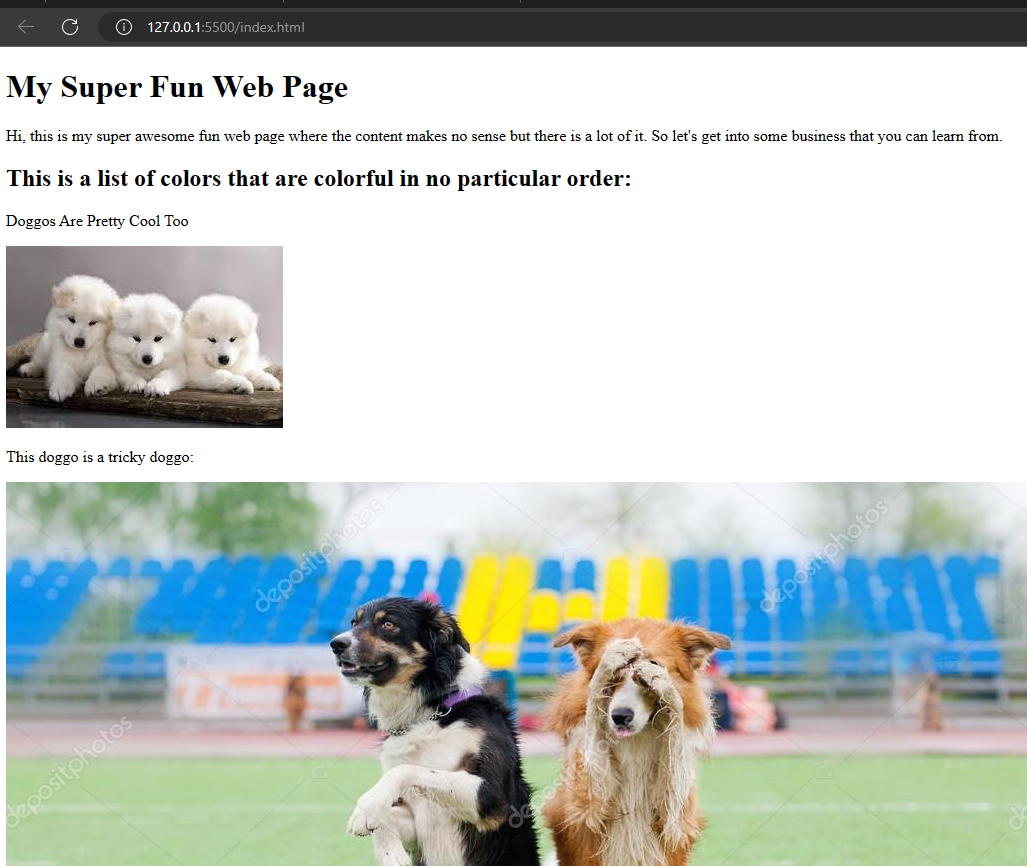 127.0.0.1:5500/index.html
My Super Fun Web Page
Hi, this is my super awesome fun web page where the content makes no sense but there is a lot of it. So let's get into some business that you can learn from.
This is a list of colors that are colorful in no particular order:
Doggos Are Pretty Cool Too
This doggo is a tricky doggo:
depositphotos
depositphotos
depositphotos